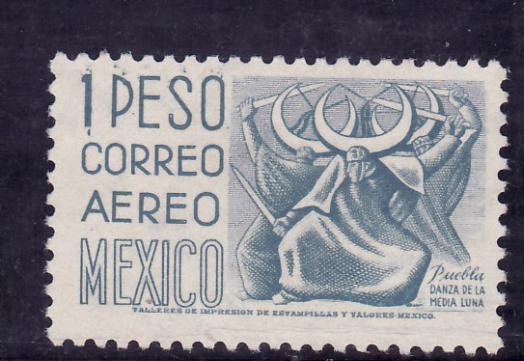 1 PESO
CORREO
AEREO
MEXICO
Puebla
DANZA DE LA
MEDIA LUNA
TALLERES DE IMPRESION DE ESTAMPILLAS Y VALORES-MEXICO.